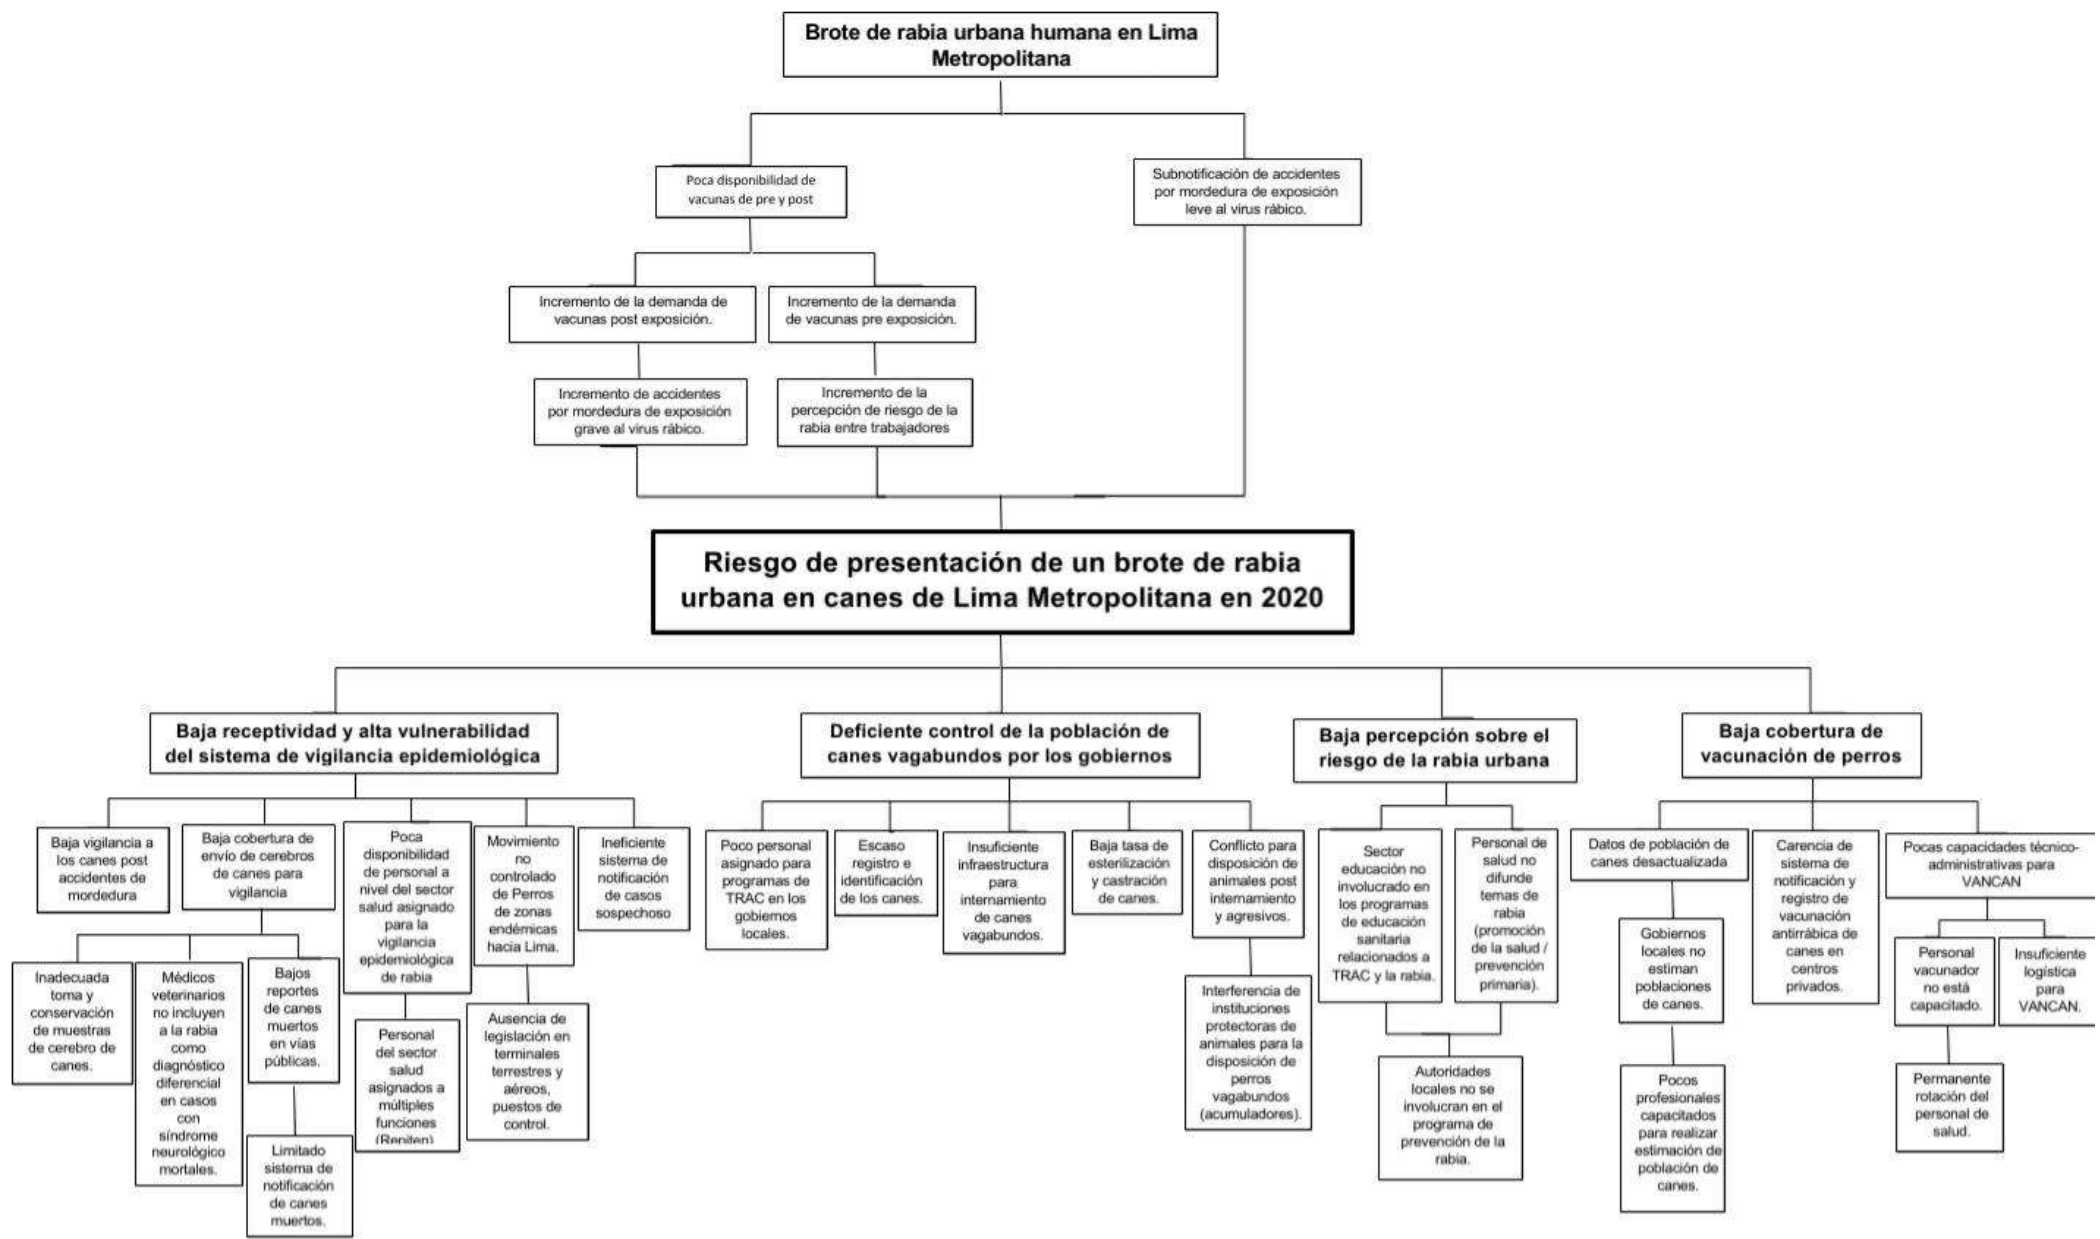 Brote de rabia urbana humana en Lima
Metropolitana
Poca disponibilidad de
vacunas de pre y post
Subnotificación de accidentes
por mordedura de exposición
leve al virus rábico.
Incremento de la demanda de
vacunas post exposición.
Incremento de la demanda
de vacunas pre exposición.
Incremento de accidentes
por mordedura de exposición
grave al virus rábico.
Incremento de la
percepción de riesgo de la
rabia entre trabajadores
Riesgo de presentación de un brote de rabia
urbana en canes de Lima Metropolitana en 2020
Baja receptividad y alta vulnerabilidad
del sistema de vigilancia epidemiológica
Deficiente control de la población de
canes vagabundos por los gobiernos
Baja percepción sobre el
riesgo de la rabia urbana
Baja cobertura de
vacunación de perros
Baja vigilancia a
los canes post
accidentes de
mordedura
Baja cobertura de
envío de cerebros
de canes para
vigilancia
Poca
disponibilidad
de personal a
nivel del sector
salud asignado
para la
vigilancia
epidemiológica
de rabia
Movimiento
no
controlado
de Perros
de zonas
endémicas
hacia Lima.
Ineficiente
sistema de
notificación
de casos
sospechoso
Poco personal
asignado para
programas de
TRAC en los
gobiernos
locales.
Escaso
registro e
identificación
de los canes.
Insuficiente
infraestructura
para
internamiento
de canes
vagabundos.
Baja tasa de
esterilización
y castración
de canes.
Conflicto para
disposición de
animales post
internamiento
y agresivos.
Sector
educación no
involucrado en
los programas
de educación
sanitaria
relacionados a
TRAC y la rabia.
Personal de
salud no
difunde
temas de
rabia
(promoción
de la salud /
prevención
primaria).
Datos de población de
canes desactualizada
Carencia de
sistema de
notificación y
registro de
vacunación
antirrábica de
canes en
centros
privados.
Pocas capacidades técnico-
administrativas para
VANCAN
Inadecuada
toma y
conservación
de muestras
de cerebro de
canes.
Médicos
veterinarios
no incluyen
a la rabia
como
diagnóstico
diferencial
en casos
con
síndrome
neurológico
mortales.
Bajos
reportes
de canes
muertos
en vías
públicas.
Limitado
sistema de
notificación
de canes
muertos.
Personal
del sector
salud
asignados a
múltiples
funciones
(Repiten)
Ausencia de
legislación en
terminales
terrestres y
aéreos,
puestos de
control.
Interferencia de
instituciones
protectoras de
animales para la
disposición de
perros
vagabundos
(acumuladores).
Autoridades
locales no se
involucran en el
programa de
prevención de la
rabia.
Gobiernos
locales no
estiman
poblaciones
de canes.
Pocos
profesionales
capacitados
para realizar
estimación de
población de
canes.
Personal
vacunador
no está
capacitado.
Insuficiente
logística
para
VANCAN.
Permanente
rotación del
personal de
salud.